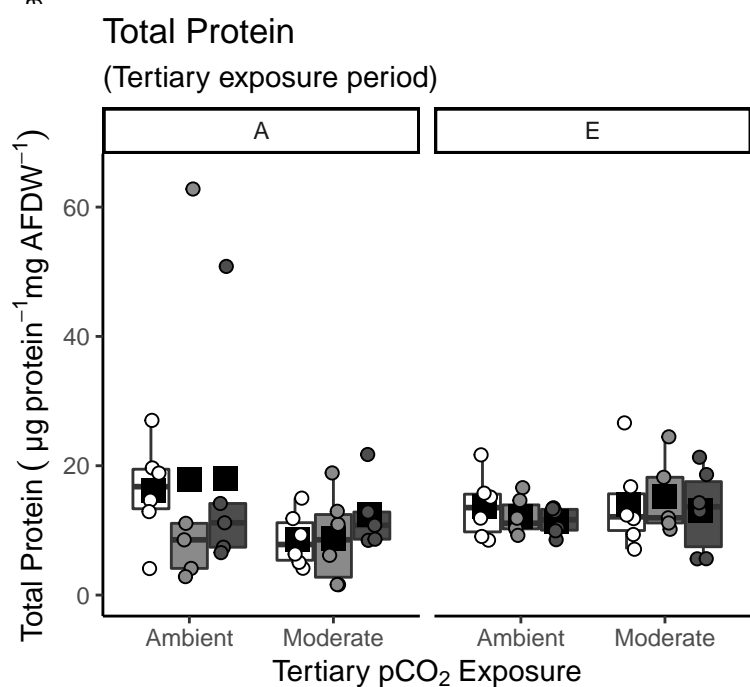 Total Protein
(Tertiary exposure period)
A E
60
40
20
0
Total Protein ( µg protein⁻¹mg AFDW⁻¹)
Ambient Moderate Ambient Moderate
Tertiary pCO₂ Exposure